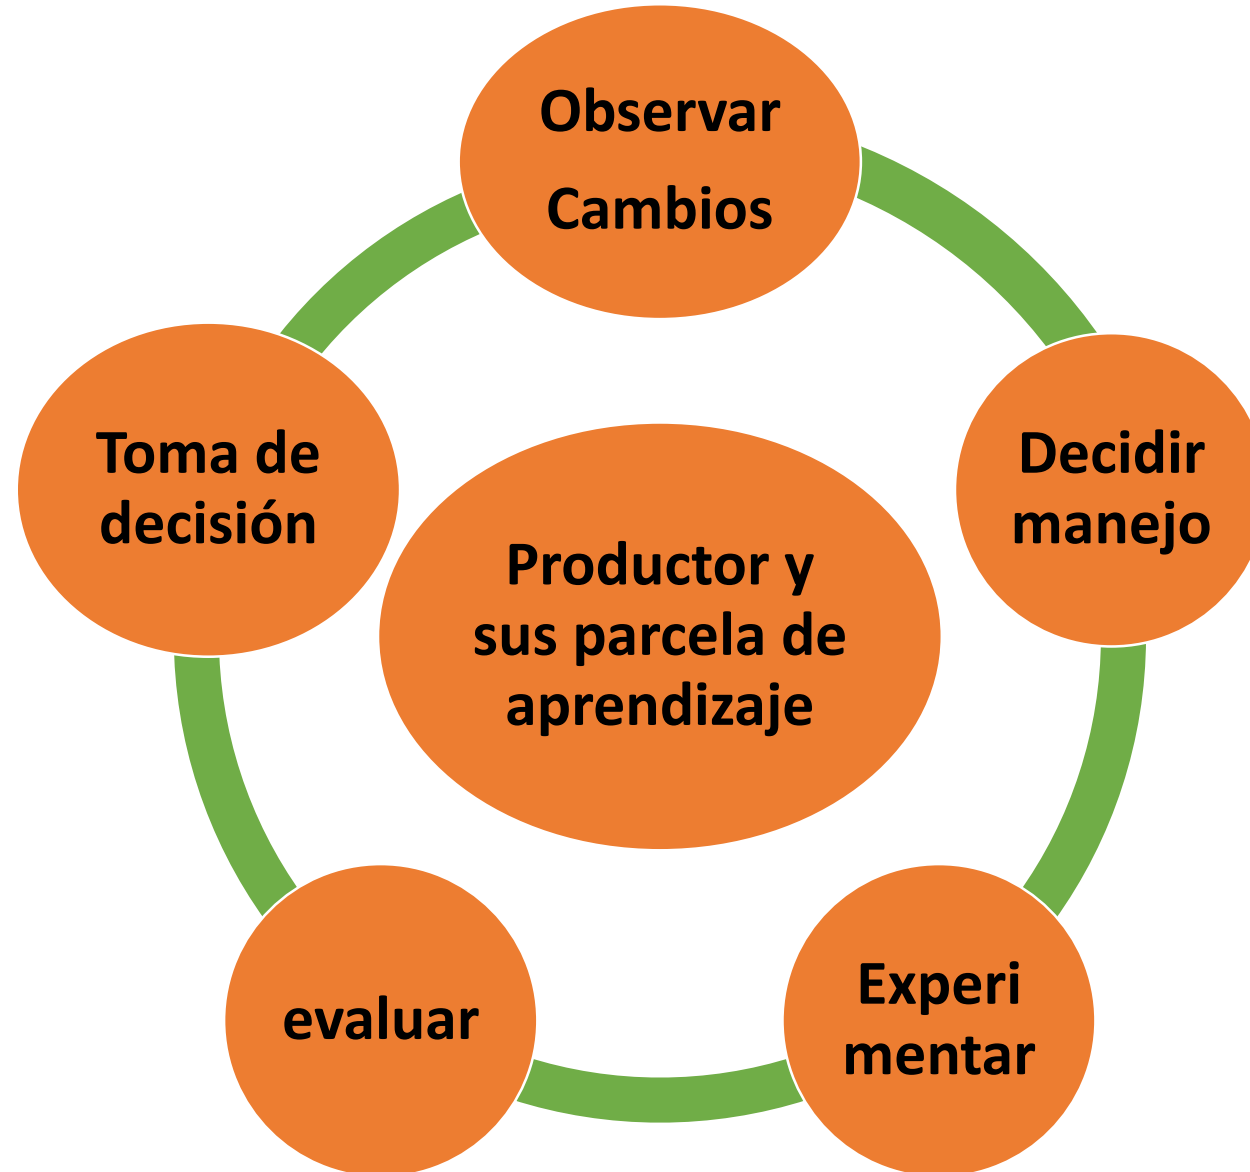 Observar
Cambios
Decidir
manejo
Experi
mentar
evaluar
Toma de
decisión
Productor y
sus parcela de
aprendizaje